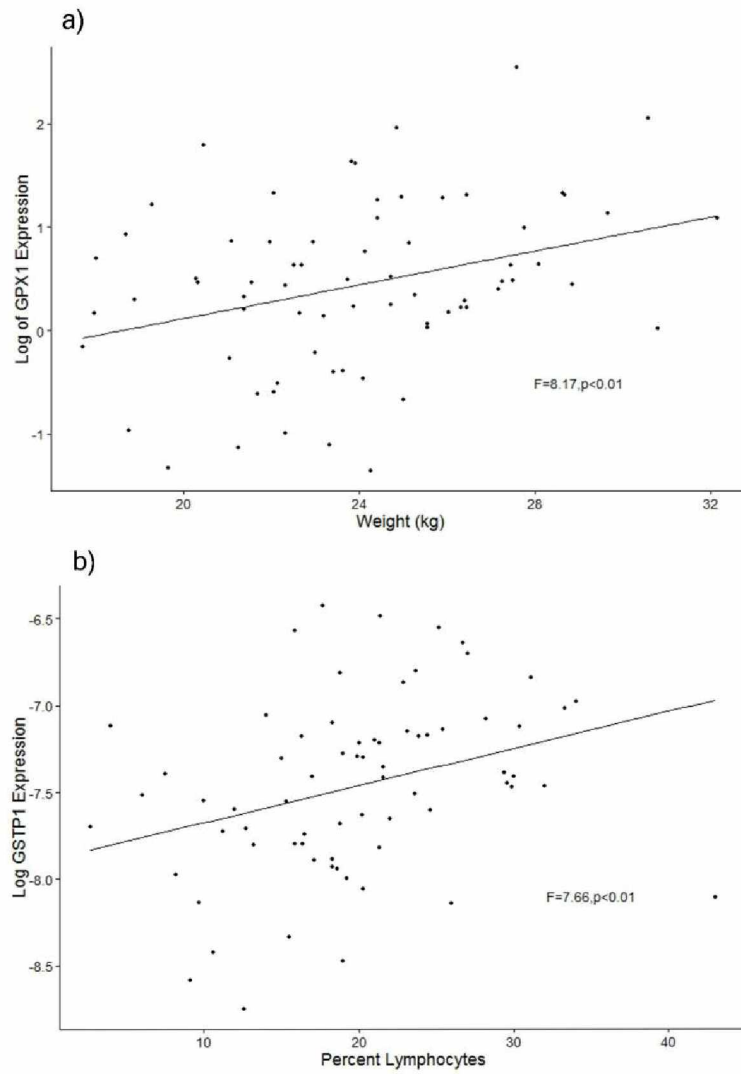 a)
Log of GPX1 Expression
2
1
0
-1
F=8.17,p<0.01
20
24
28
32
Weight (kg)
b)
Log GSTP1 Expression
-6.5
-7.0
-7.5
-8.0
-8.5
F=7.66,p<0.01
10
20
30
40
Percent Lymphocytes